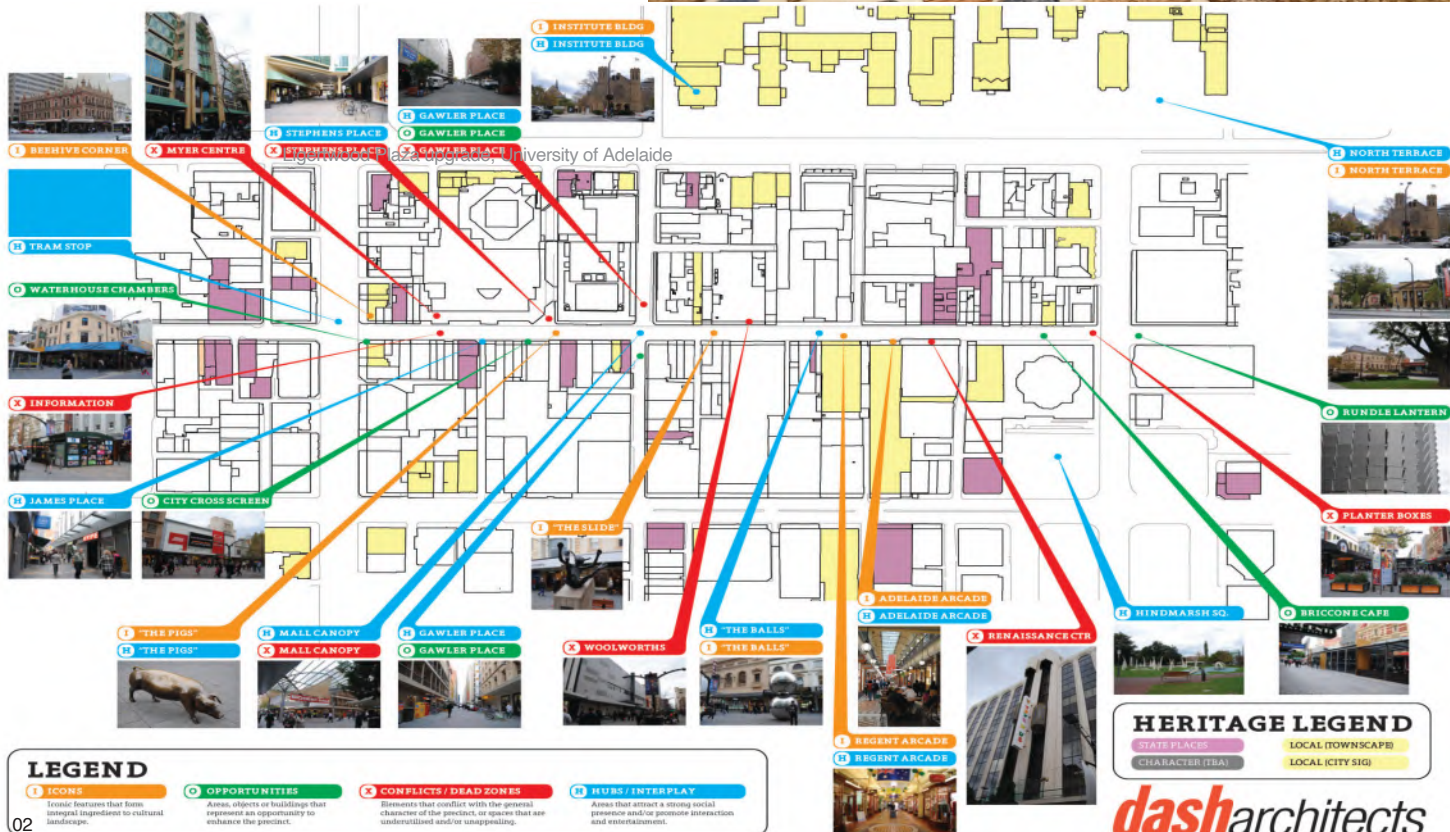 I INSTITUTE BLDG
H INSTITUTE BLDG
H GAWLER PLACE
H STEPHENS PLACE
O GAWLER PLACE
I BEEHIVE CORNER
X MYER CENTRE
X STEPHENS PLACE
X GAWLER PLACE
Ligertwood Plaza upgrade, University of Adelaide
H NORTH TERRACE
I NORTH TERRACE
H TRAM STOP
O WATERHOUSE CHAMBERS
X INFORMATION
O RUNDLE LANTERN
H JAMES PLACE
O CITY CROSS SCREEN
I "THE SLIDE"
X PLANTER BOXES
I ADELAIDE ARCADE
H ADELAIDE ARCADE
H HINDMARSH SQ.
O BRICCONE CAFE
I "THE PIGS"
H "THE PIGS"
H MALL CANOPY
X MALL CANOPY
H GAWLER PLACE
O GAWLER PLACE
X WOOLWORTHS
H "THE BALLS"
I "THE BALLS"
X RENAISSANCE CTR
I REGENT ARCADE
H REGENT ARCADE
HERITAGE LEGEND
STATE PLACES
LOCAL (TOWNSCAPE)
CHARACTER (TBA)
LOCAL (CITY SIG)
LEGEND
I ICONS
Iconic features that form
integral ingredient to cultural
landscape.
O OPPORTUNITIES
Areas, objects or buildings that
represent an opportunity to
enhance the precinct.
X CONFLICTS / DEAD ZONES
Elements that conflict with the general
character of the precinct, or spaces that are
underutilised and/or unappealing.
H HUBS / INTERPLAY
Areas that attract a strong social
presence and/or promote interaction
and entertainment.
02
dasharchitects